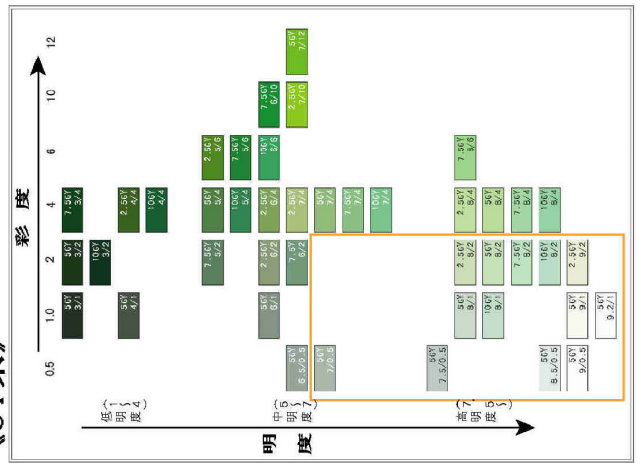 彩 度
12
5GY
7/12
10
7.5GY
6/10
2.5GY
7/10
6
2.5GY
5/6
7.5GY
5/6
10GY
7.5GY
8/6
4
7.5GY
3/4
2.5GY
4/4
10GY
4/4
5GY
5/4
10GY
5/4
2.5GY
6/4
2.5GY
7/4
5GY
7/4
7.5GY
7/4
10GY
7/4
2.5GY
8/4
5GY
8/4
7.5GY
8/4
10GY
8/4
2
5GY
3/2
10GY
3/2
7.5GY
5/2
2.5GY
6/2
7.5Y
6/2
2.5GY
8/2
5GY
8/2
7.5GY
8/2
10GY
8/2
2.5GY
9/2
1.0
5GY
3/1
5GY
4/1
5GY
6/1
5GY
8/1
10GY
8/1
5GY
9/1
5GY
9.2/1
0.5
5GY
6.5/0.5
5GY
7/0.5
5GY
7.5/0.5
5GY
8.5/0.5
5GY
9/0.5
低明度
(1~4)
中明度
(5~7)
高明度
明 度